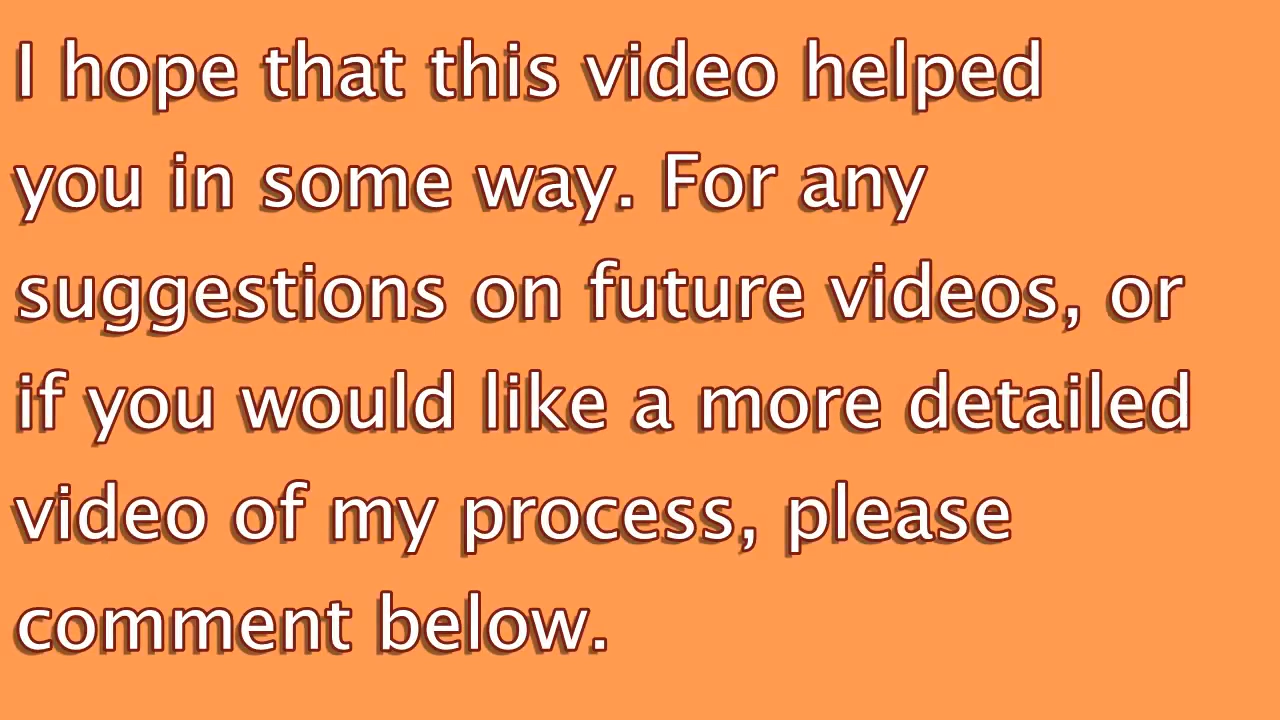 I hope that this video helped
you in some way. For any
suggestions on future videos, or
if you would like a more detailed
video of my process, please
comment below.